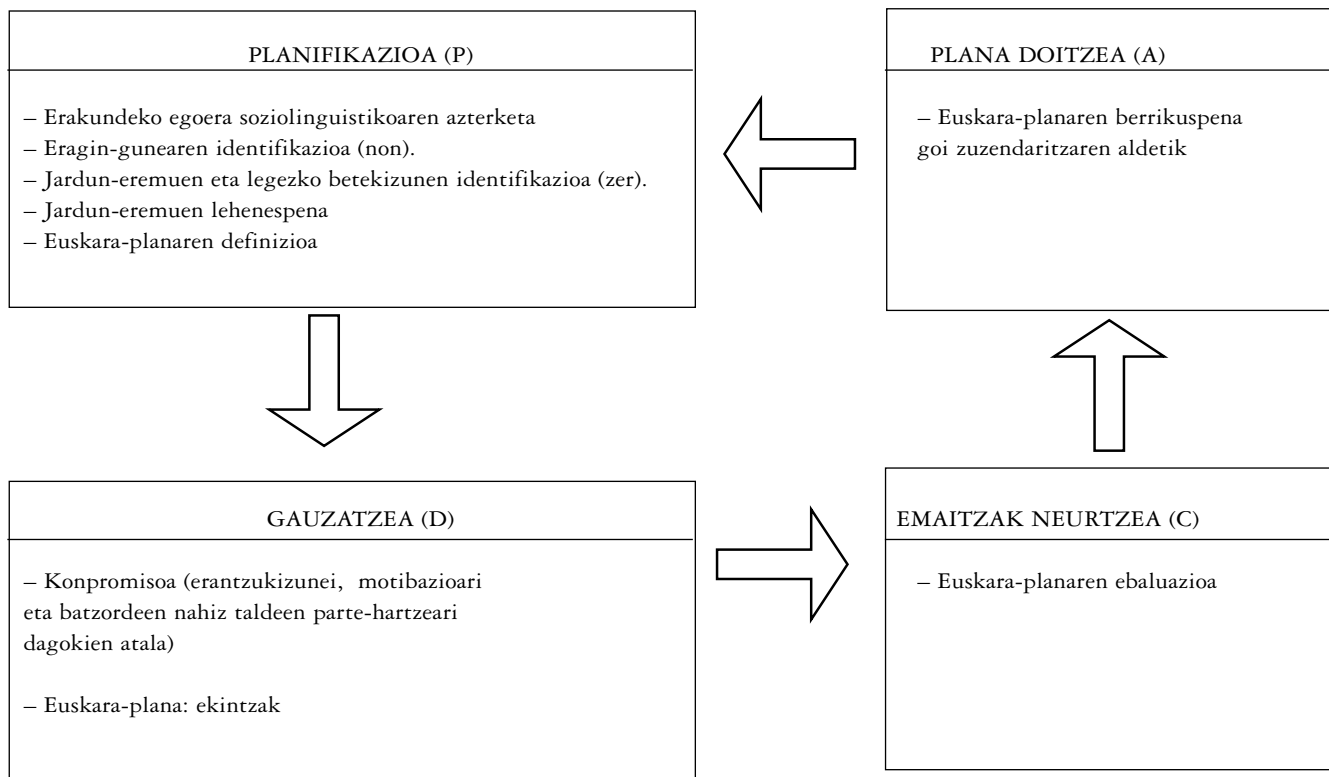 PLANIFIKAZIOA (P)
– Erakundeko egoera soziolinguistikoaren azterketa
– Eragin-gunearen identifikazioa (non).
– Jardun-eremuen eta legezko betekizunen identifikazioa (zer).
– Jardun-eremuen lehenespena
– Euskara-planaren definizioa
PLANA DOITZEA (A)
– Euskara-planaren berrikuspena
goi zuzendaritzaren aldetik
GAUZATZEA (D)
– Konpromisoa (erantzukizunei, motibazioari
eta batzordeen nahiz taldeen parte-hartzeari
dagokien atala)
– Euskara-plana: ekintzak
EMAITZAK NEURTZEA (C)
– Euskara-planaren ebaluazioa